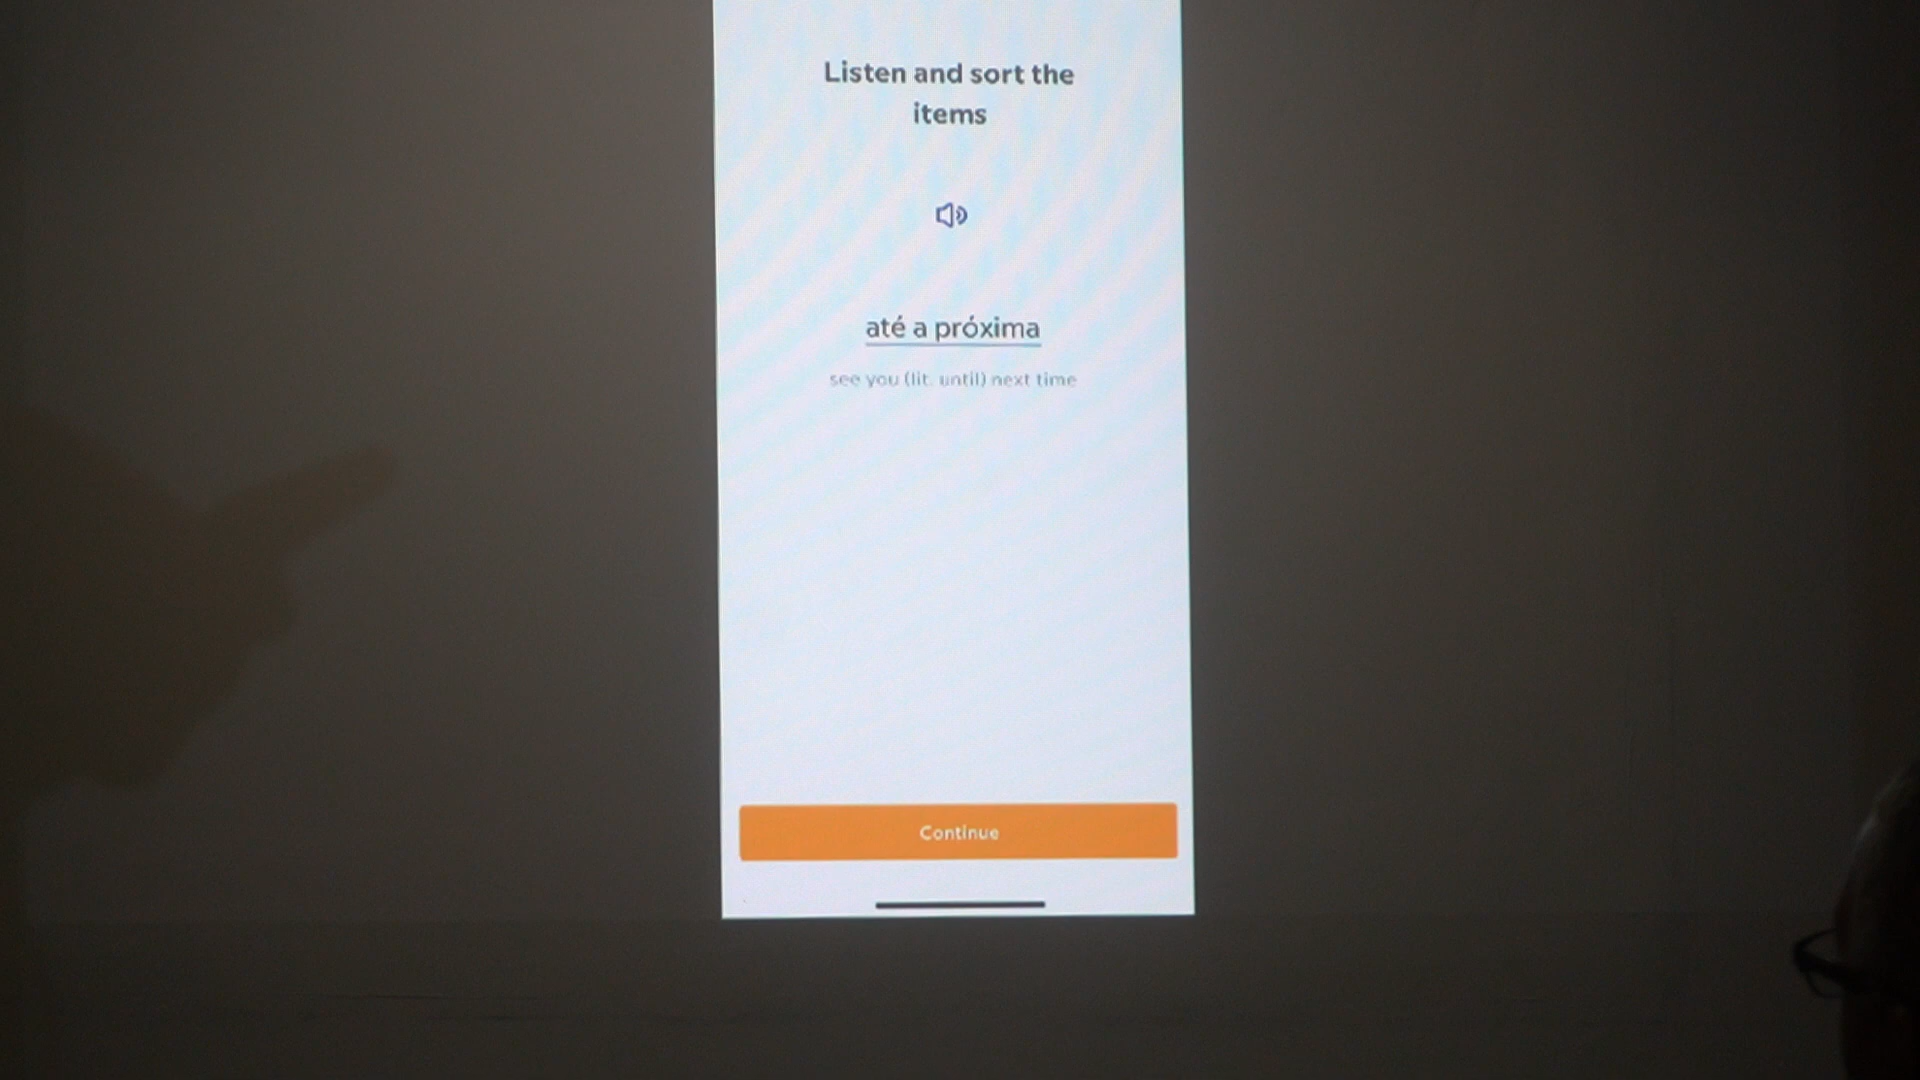 Listen and sort the
items
até a próxima
see you (lit. until) next time
Continue